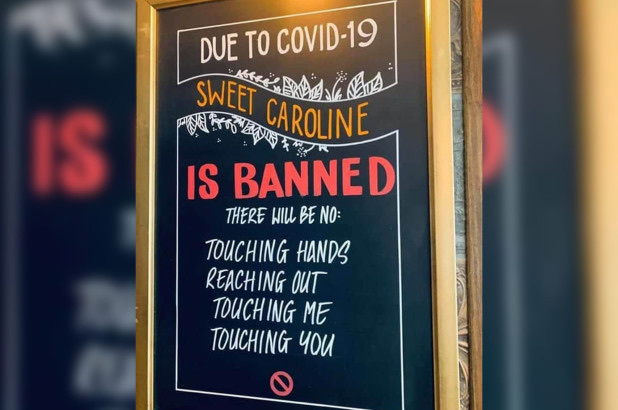 DUE TO COVID-19
SWEET CAROLINE
IS BANNED
THERE WILL BE NO:
TOUCHING HANDS
REACHING OUT
TOUCHING ME
TOUCHING YOU